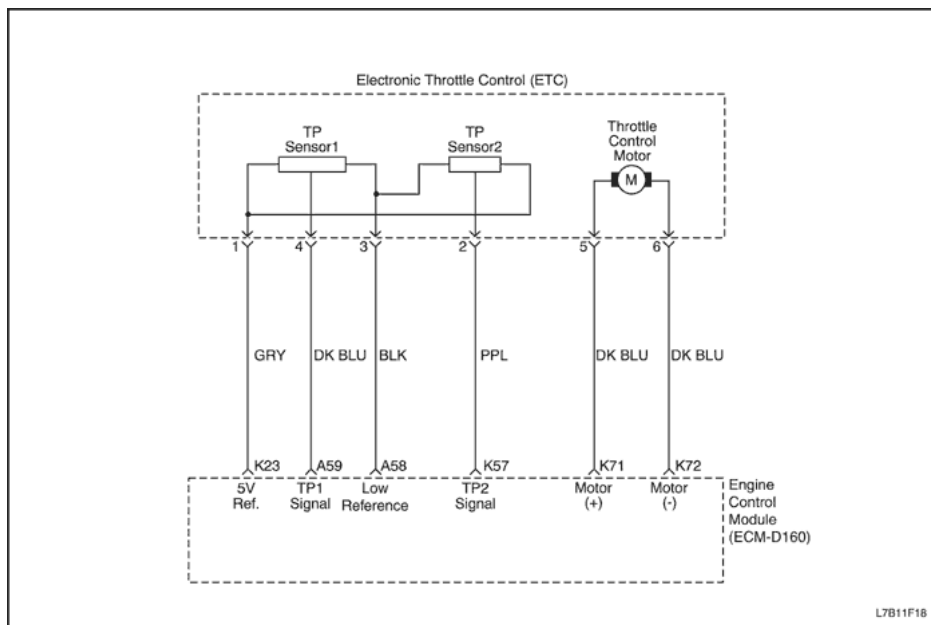 Electronic Throttle Control (ETC)
TP
Sensor1
TP
Sensor2
Throttle
Control
Motor
M
1
4
3
2
5
6
GRY
DK BLU
BLK
PPL
DK BLU
DK BLU
K23
A59
A58
K57
K71
K72
5V
Ref.
TP1
Signal
Low
Reference
TP2
Signal
Motor
(+)
Motor
(-)
Engine
Control
Module
(ECM-D160)
L7B11F18